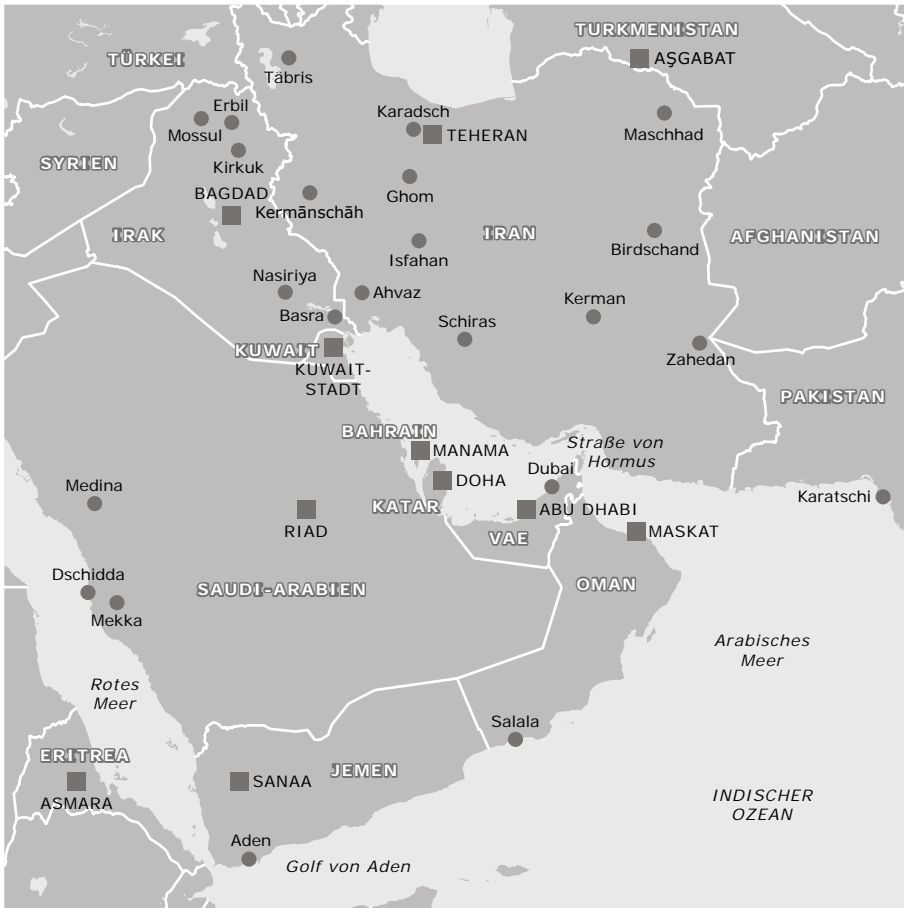 TURKMENISTAN
TÜRKEI
AŞGABAT
Täbris
Erbil
Karadsch
Mossul
TEHERAN
Maschhad
SYRIEN
Kirkuk
BAGDAD
Ghom
Kermānschāh
IRAK
IRAN
AFGHANISTAN
Birdschand
Isfahan
Nasiriya
Ahvaz
Kerman
Basra
Schiras
KUWAIT
Zahedan
KUWAIT-
STADT
PAKISTAN
BAHRAIN
Straße von
Hormus
MANAMA
Dubai
DOHA
Medina
Karatschi
KATAR
ABU DHABI
RIAD
MASKAT
VAE
Dschidda
SAUDI-ARABIEN
OMAN
Mekka
Arabisches
Meer
Rotes
Meer
Salala
ERITREA
JEMEN
SANAA
ASMARA
INDISCHER
OZEAN
Aden
Golf von Aden